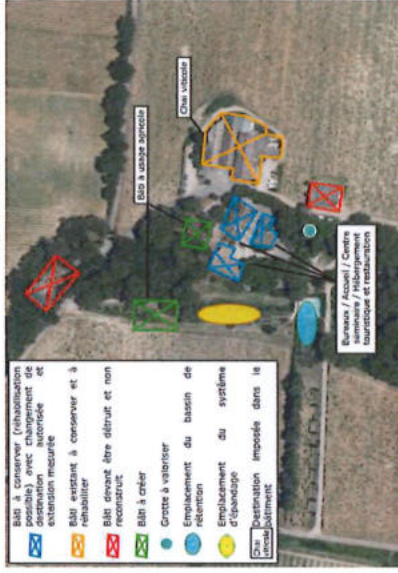 Bâti à conserver (réhabilisation
possible) avec changement de
destination autorisée et
extension mesurée
Bâti existant à conserver et à
réhabiliter
Bâti devant être détruit et non
reconstruit
Bâti à créer
Grotte à valoriser
Emplacement du bassin de
rétention
Emplacement du système
d'épandage
Chai
viticole
Destination imposée dans le
bâtiment
Bâti à usage agricole
Chai viticole
Bureaux / Accueil / Centre
séminaire / Hébergement
touristique et restauration